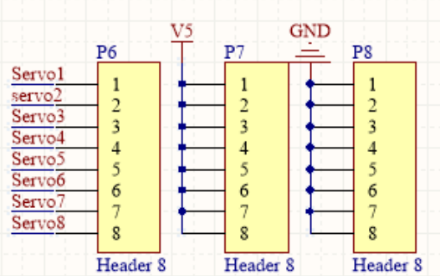 V5
GND
P6
P7
P8
Servo1
servo2
Servo3
Servo4
Servo5
Servo6
Servo7
Servo8
1
2
3
4
5
6
7
8
1
2
3
4
5
6
7
8
1
2
3
4
5
6
7
8
Header 8
Header 8
Header 8